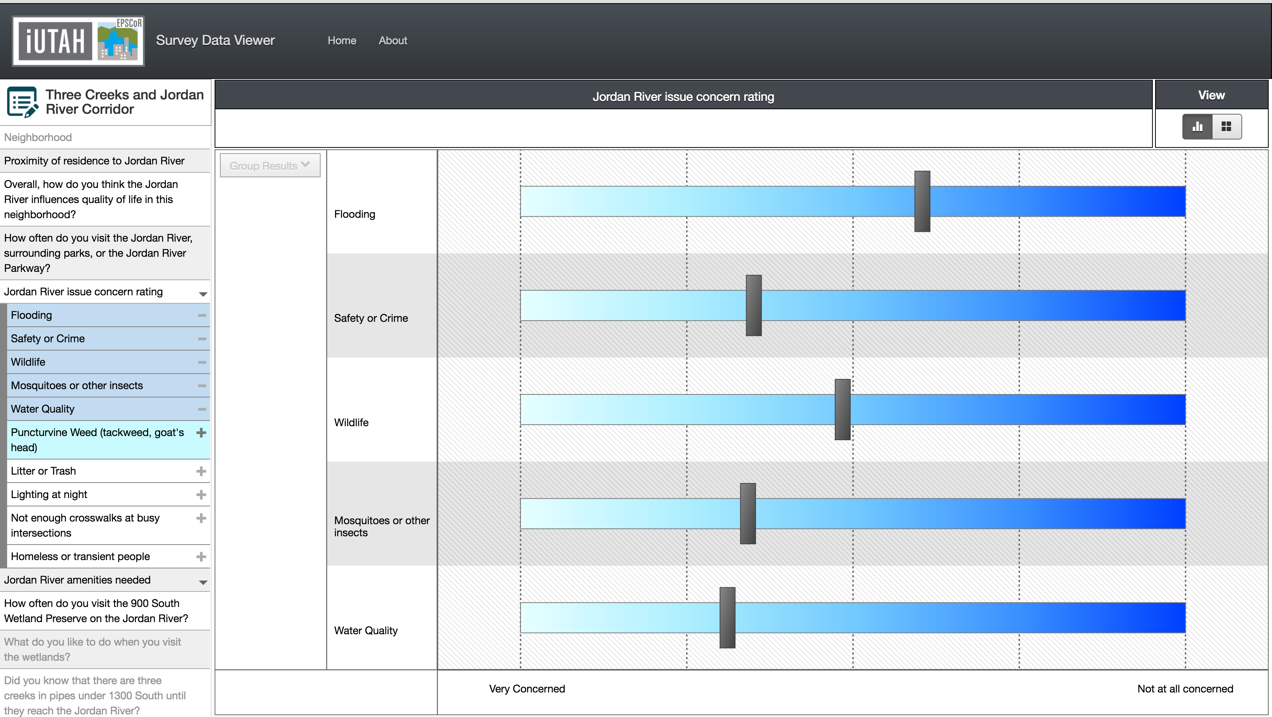 iUTAH
EPSCoR
Survey Data Viewer
Home
About
Three Creeks and Jordan
River Corridor
Neighborhood
Proximity of residence to Jordan River
Overall, how do you think the Jordan
River influences quality of life in this
neighborhood?
How often do you visit the Jordan River,
surrounding parks, or the Jordan River
Parkway?
Jordan River issue concern rating
Flooding
Safety or Crime
Wildlife
Mosquitoes or other insects
Water Quality
Puncturvine Weed (tackweed, goat's
head)
Litter or Trash
Lighting at night
Not enough crosswalks at busy
intersections
Homeless or transient people
Jordan River amenities needed
How often do you visit the 900 South
Wetland Preserve on the Jordan River?
What do you like to do when you visit
the wetlands?
Did you know that there are three
creeks in pipes under 1300 South until
they reach the Jordan River?
Jordan River issue concern rating
View
Group Results
Flooding
Safety or Crime
Wildlife
Mosquitoes or other
insects
Water Quality
Very Concerned
Not at all concerned